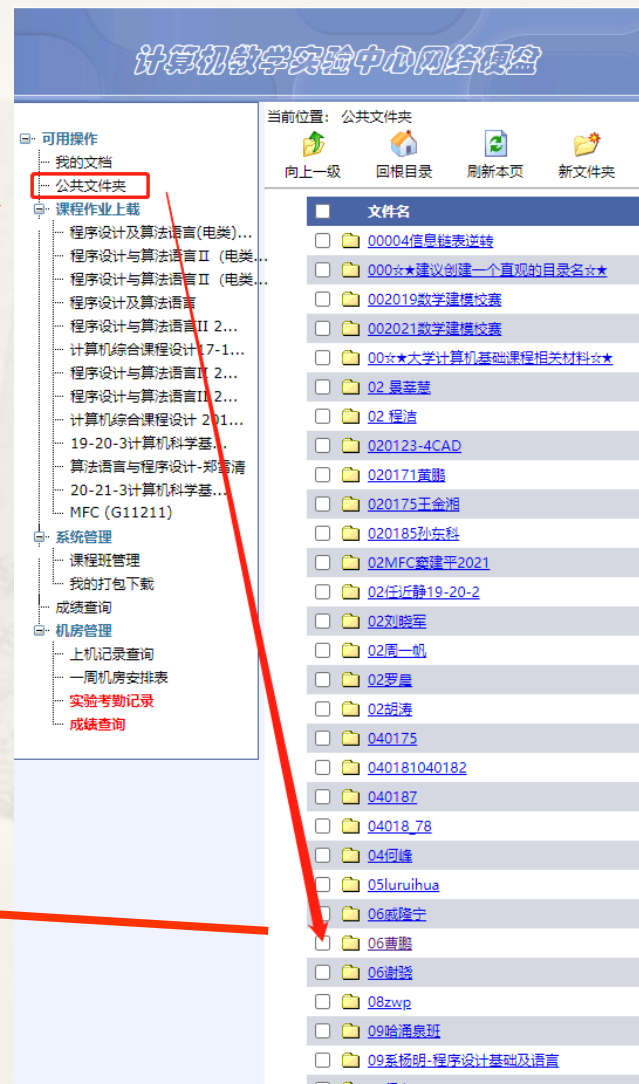 计算机教学实验中心网络硬盘
当前位置： 公共文件夹
向上一级 回根目录 刷新本页 新文件夹
可用操作
我的文档
公共文件夹
课程作业上载
程序设计及算法语言(电类)...
程序设计与算法语言Ⅱ (电类...
程序设计与算法语言Ⅱ (电类...
程序设计及算法语言
程序设计与算法语言II 2...
计算机综合课程设计17-1...
程序设计与算法语言II 2...
程序设计与算法语言II 2...
计算机综合课程设计 201...
19-20-3计算机科学基...
算法语言与程序设计-郑雪清
20-21-3计算机科学基...
MFC (G11211)
系统管理
课程班管理
我的打包下载
成绩查询
机房管理
上机记录查询
一周机房安排表
实验考勤记录
成绩查询
文件名
00004信息链表逆转
000☆★建议创建一个直观的目录名☆★
002019数学建模校赛
002021数学建模校赛
00☆★大学计算机基础课程相关材料☆★
02 景莘慧
02 程洁
020123-4CAD
020171黄鹏
020175王金湘
020185孙东科
02MFC窦建平2021
02任近静19-20-2
02刘晓军
02周一帆
02罗晨
02胡涛
040175
040181040182
040187
04018_78
04何峰
05luruihua
06戚隆宁
06曹鹏
06谢骁
08zwp
09哈涌泉班
09系杨明-程序设计基础及语言